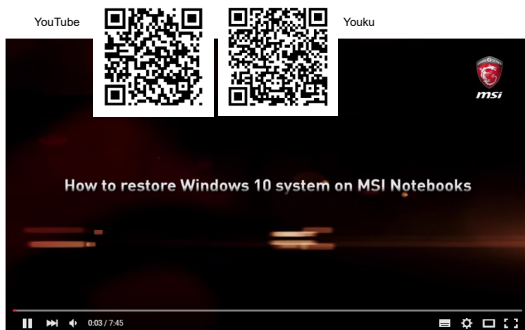 YouTube
Youku
msi
How to restore Windows 10 system on MSI Notebooks
0:03 / 7:45